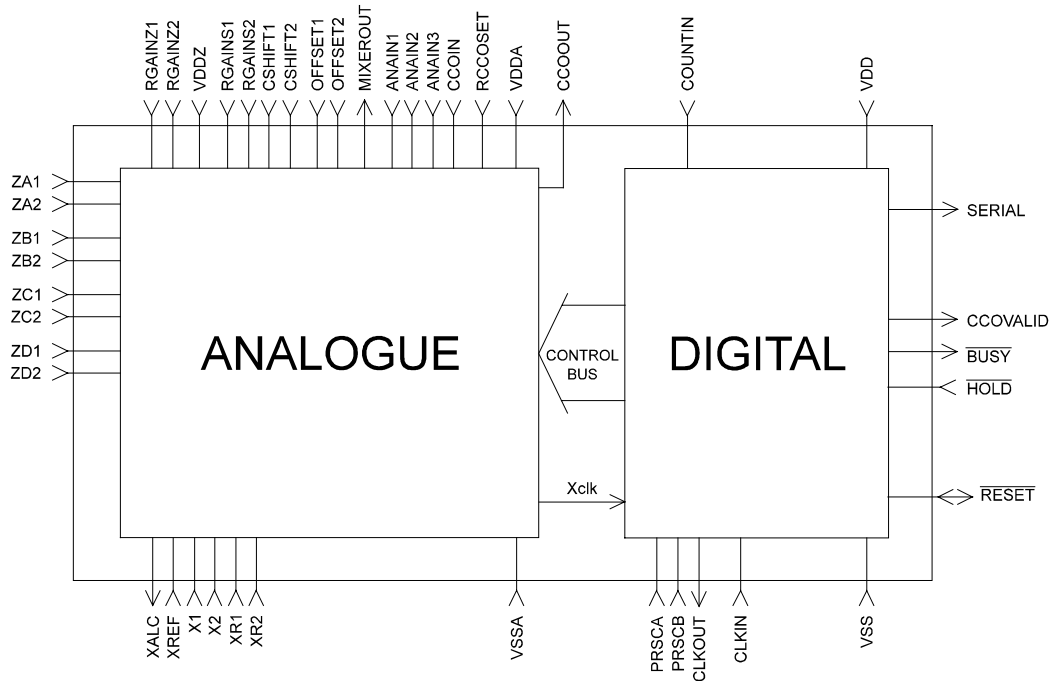 RGAINZ1
RGAINZ2
VDDZ
RGAINS1
RGAINS2
CSHIFT1
CSHIFT2
OFFSET1
OFFSET2
MIXEROUT
ANAIN1
ANAIN2
ANAIN3
CCOIN
RCCOSET
VDDA
CCOOUT
COUNTIN
VDD
ZA1
ZA2
ZB1
ZB2
ZC1
ZC2
ZD1
ZD2
ANALOGUE
CONTROL
BUS
Xclk
DIGITAL
SERIAL
CCOVALID
BUSY
HOLD
RESET
XALC
XREF
X1
X2
XR1
XR2
VSSA
PRSCA
PRSCB
CLKOUT
CLKIN
VSS